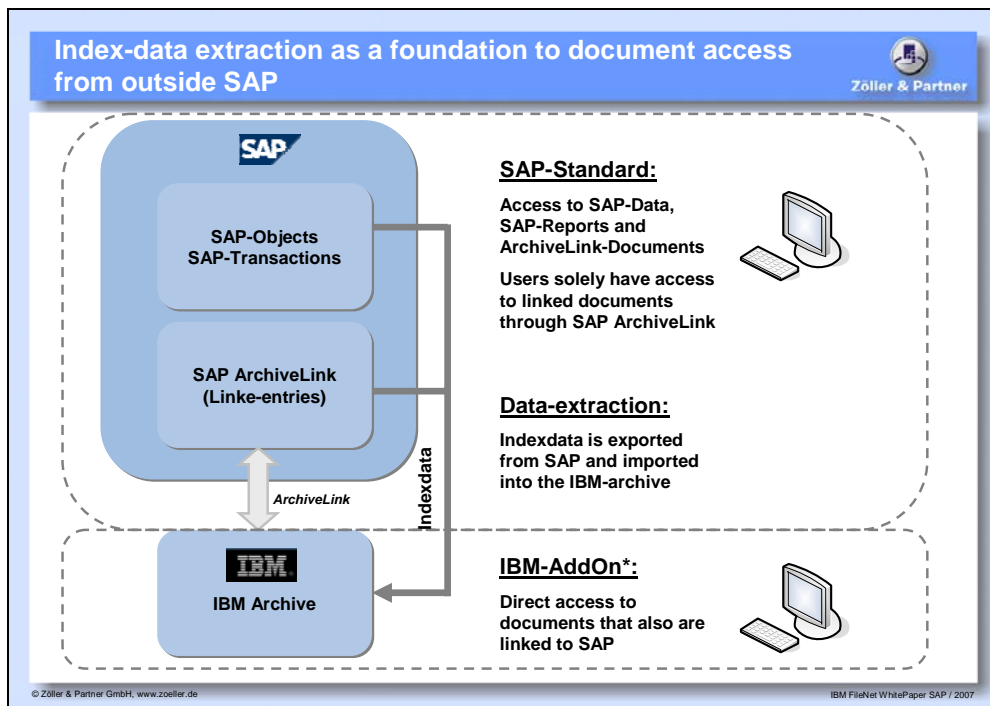 Index-data extraction as a foundation to document access
from outside SAP
Zöller & Partner
SAP
SAP-Objects
SAP-Transactions
SAP ArchiveLink
(Linke-entries)
ArchiveLink
Indexdata
IBM
IBM Archive
SAP-Standard:
Access to SAP-Data,
SAP-Reports and
ArchiveLink-Documents
Users solely have access
to linked documents
through SAP ArchiveLink
Data-extraction:
Indexdata is exported
from SAP and imported
into the IBM-archive
IBM-AddOn*:
Direct access to
documents that also are
linked to SAP
© Zöller & Partner GmbH, www.zoeller.de
IBM FileNet WhitePaper SAP / 2007